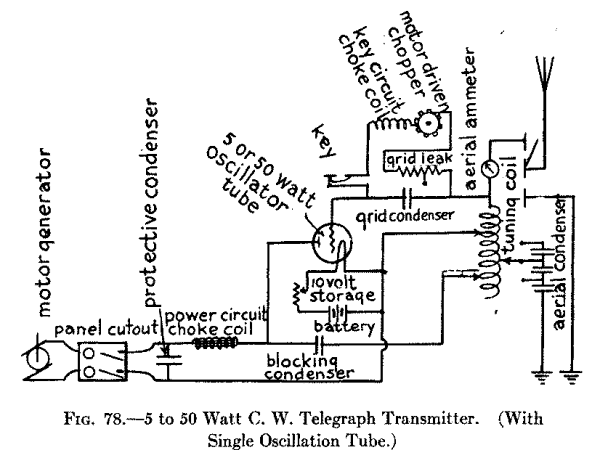 motor generator
protective condenser
5 or 50 watt
oscillator
tube
key
key circuit
choke coil
motor driven
chopper
grid leak
grid condenser
aerial ammeter
tuning coil
aerial condenser
panel cutout
power circuit
choke coil
10 volt
storage
battery
blocking
condenser
+
FIG. 78.—5 to 50 Watt C. W. Telegraph Transmitter. (With
Single Oscillation Tube.)